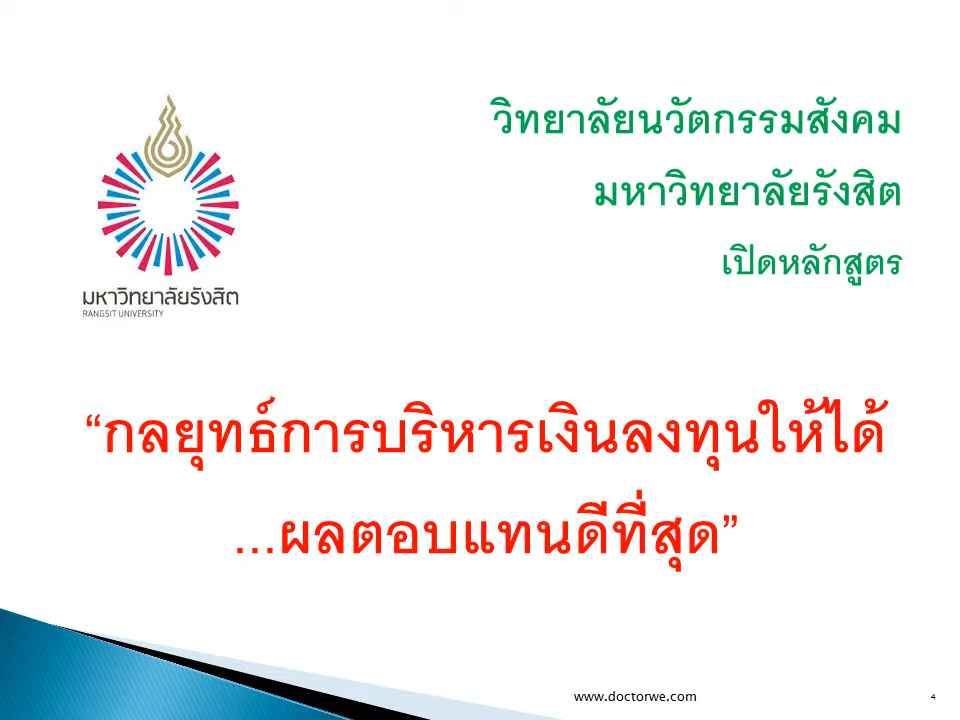 วิทยาลัยนวัตกรรมสังคม
มหาวิทยาลัยรังสิต
เปิดหลักสูตร
มหาวิทยาลัยรังสิต
RANGSIT UNIVERSITY
“กลยุทธ์การบริหารเงินลงทุนให้ได้
...ผลตอบแทนดีที่สุด”
www.doctorwe.com
4